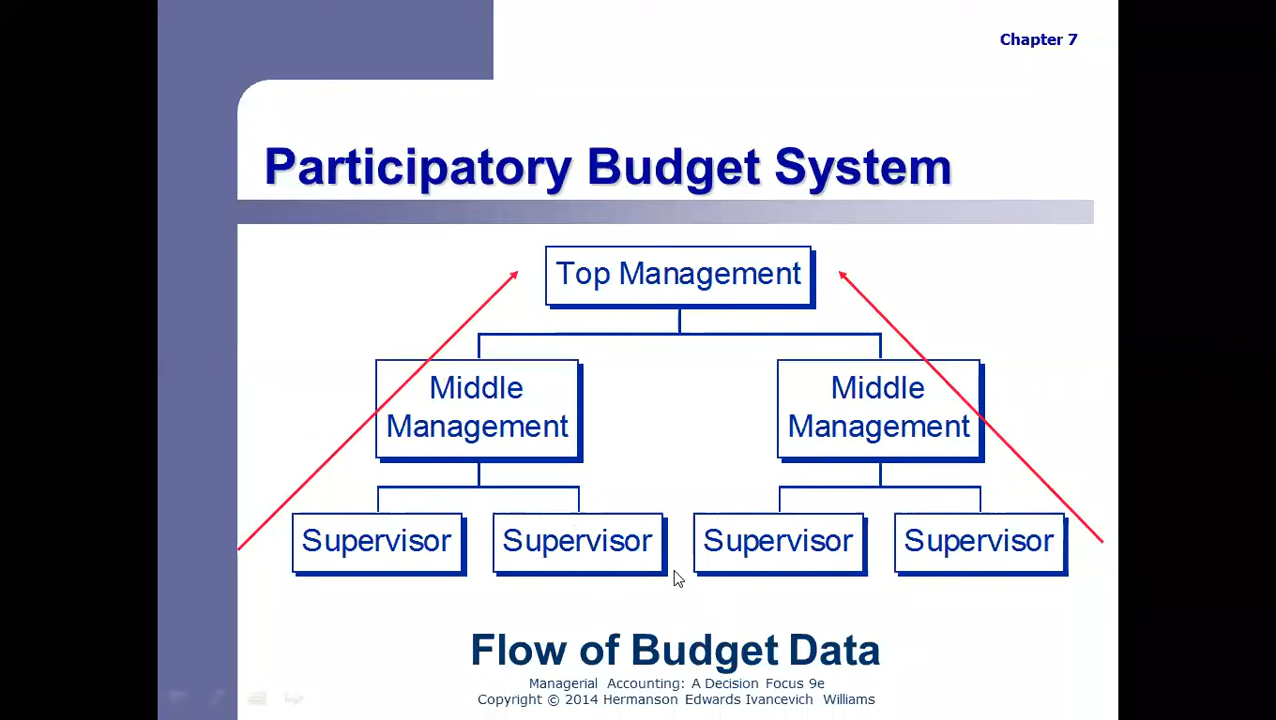 Chapter 7
Participatory Budget System
Top Management
Middle
Management
Middle
Management
Supervisor
Supervisor
Supervisor
Supervisor
Flow of Budget Data
Managerial Accounting: A Decision Focus 9e
Copyright © 2014 Hermanson Edwards Ivancevich Williams